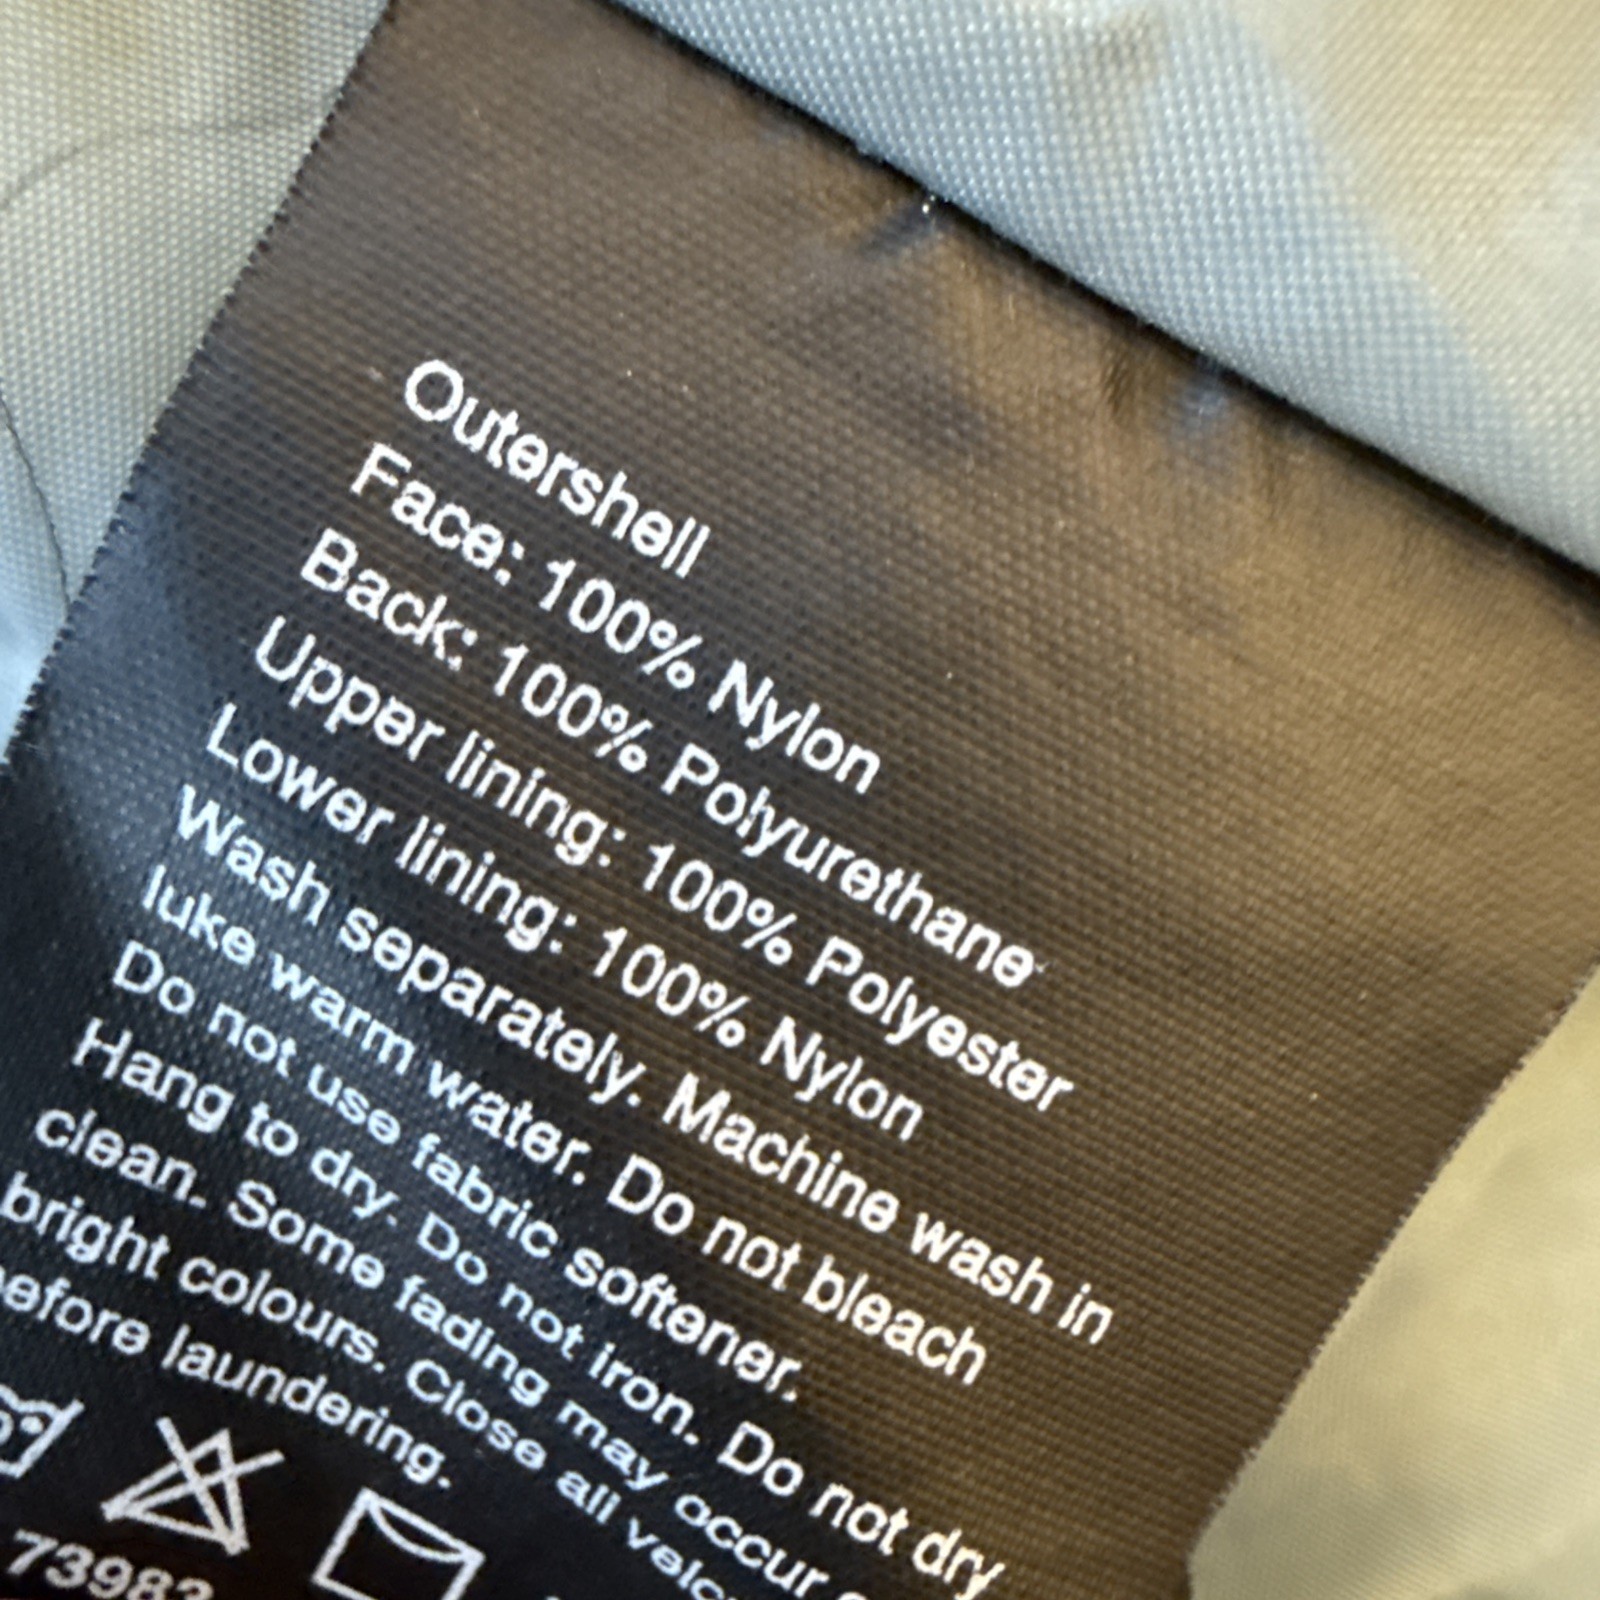 Outershell
Face: 100% Nylon
Back: 100% Polyurethane
Upper lining: 100% Polyester
Lower lining: 100% Nylon
Wash separately. Machine wash in
luke warm water. Do not bleach
Do not use fabric softener.
Hang to dry. Do not iron. Do not dry
clean. Some fading may occur
bright colours. Close all
before laundering.